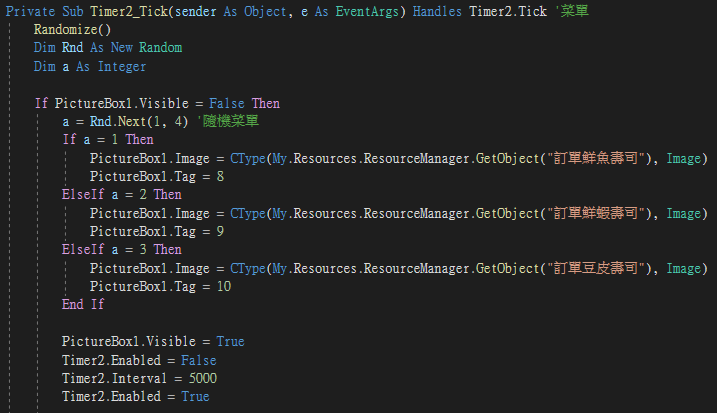 Private Sub Timer2_Tick(sender As Object, e As EventArgs) Handles Timer2.Tick '菜單
Randomize()
Dim Rnd As New Random
Dim a As Integer
If PictureBox1.Visible = False Then
a = Rnd.Next(1, 4) '隨機菜單
If a = 1 Then
PictureBox1.Image = CType(My.Resources.ResourceManager.GetObject("訂單鮮魚壽司"), Image)
PictureBox1.Tag = 8
ElseIf a = 2 Then
PictureBox1.Image = CType(My.Resources.ResourceManager.GetObject("訂單鮮蝦壽司"), Image)
PictureBox1.Tag = 9
ElseIf a = 3 Then
PictureBox1.Image = CType(My.Resources.ResourceManager.GetObject("訂單豆皮壽司"), Image)
PictureBox1.Tag = 10
End If
PictureBox1.Visible = True
Timer2.Enabled = False
Timer2.Interval = 5000
Timer2.Enabled = True